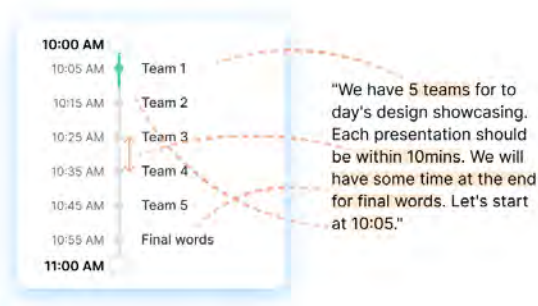 10:00 AM
10:05 AM Team 1
10:15 AM Team 2
10:25 AM Team 3
10:35 AM Team 4
10:45 AM Team 5
10:55 AM Final words
11:00 AM
"We have 5 teams for to
day's design showcasing.
Each presentation should
be within 10mins. We will
have some time at the end
for final words. Let's start
at 10:05."